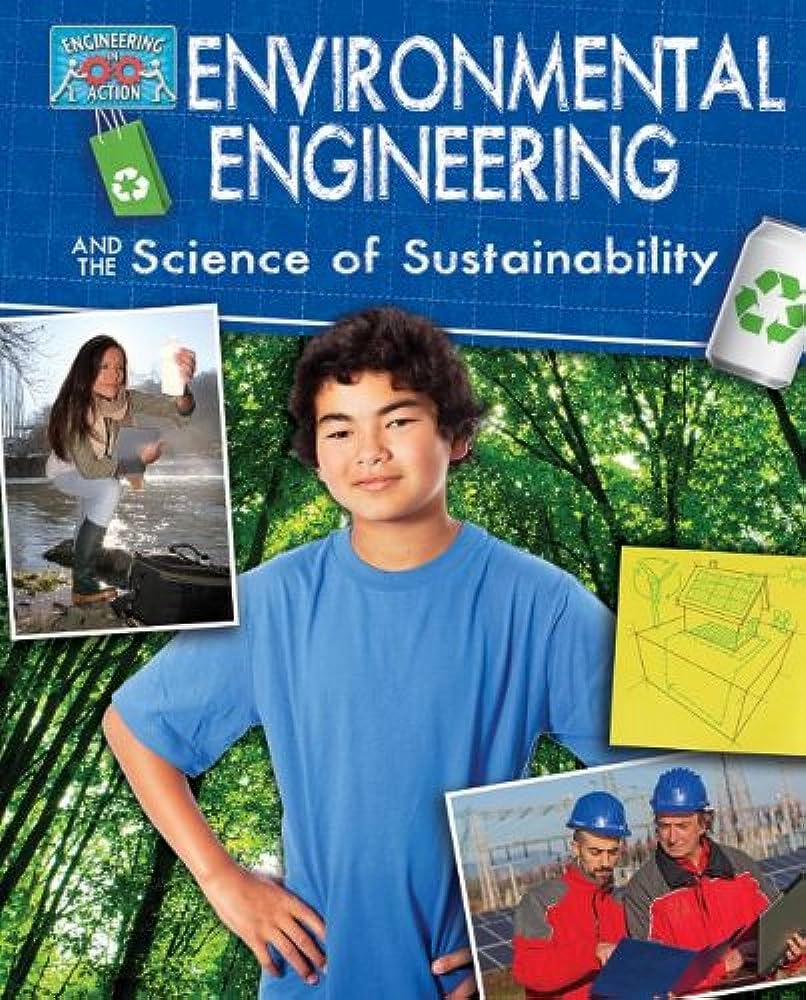 ENGINEERING
IN
ACTION
ENVIRONMENTAL
ENGINEERING
AND THE Science of Sustainability